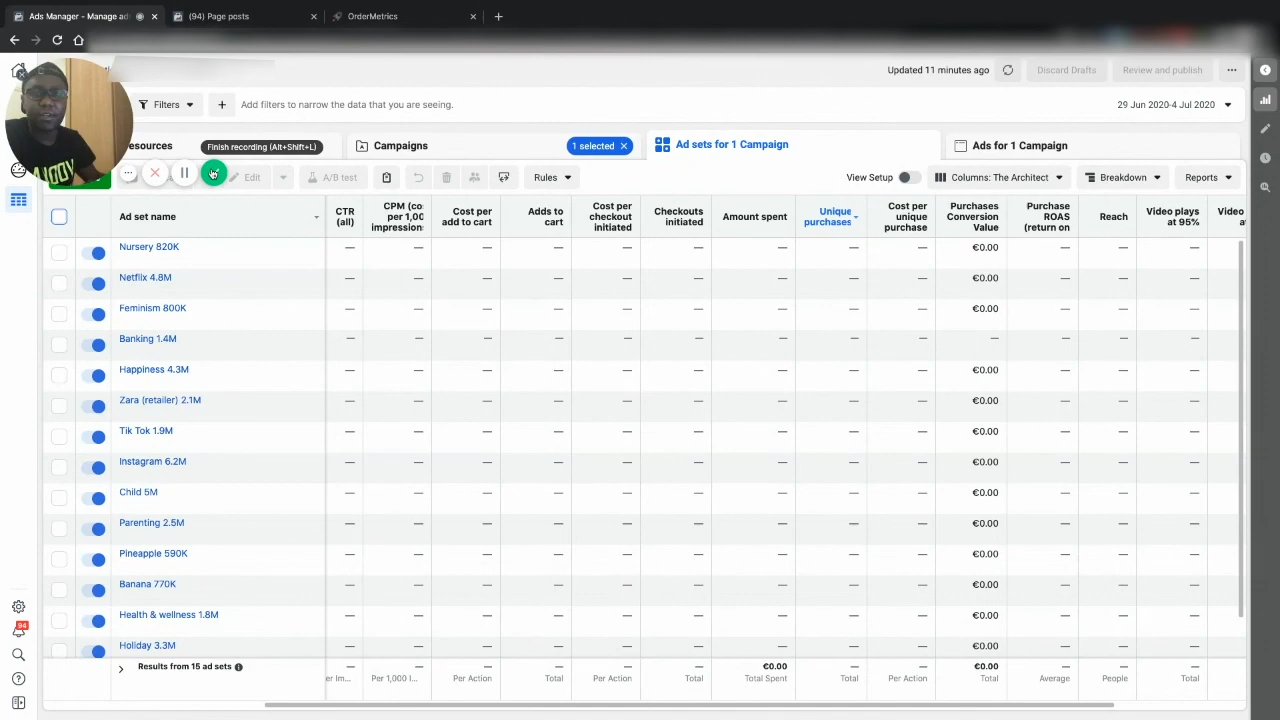 Ads Manager - Manage ad
(94) Page posts
OrderMetrics
Updated 11 minutes ago
Discard Drafts
Review and publish
Filters
Add filters to narrow the data that you are seeing.
29 Jun 2020-4 Jul 2020
esources
Finish recording (Alt+Shift+L)
Campaigns
1 selected
Ad sets for 1 Campaign
Ads for 1 Campaign
Edit
A/B test
Rules
View Setup
Columns: The Architect
Breakdown
Reports
Ad set name
CTR (all)
CPM (co per 1,00 impression
Cost per add to cart
Adds to cart
Cost per checkout initiated
Checkouts initiated
Amount spent
Unique purchases
Cost per unique purchase
Purchases Conversion Value
Purchase ROAS (return on
Reach
Video plays at 95%
Video
Nursery 820K — — — — — — — — — €0.00 — — —
Netflix 4.8M — — — — — — — — — €0.00 — — —
Feminism 800K — — — — — — — — — €0.00 — — —
Banking 1.4M — — — — — — — — — — — — —
Happiness 4.3M — — — — — — — — — €0.00 — — —
Zara (retailer) 2.1M — — — — — — — — — €0.00 — — —
Tik Tok 1.9M — — — — — — — — — €0.00 — — —
Instagram 6.2M — — — — — — — — — €0.00 — — —
Child 5M — — — — — — — — — €0.00 — — —
Parenting 2.5M — — — — — — — — — €0.00 — — —
Pineapple 590K — — — — — — — — — €0.00 — — —
Banana 770K — — — — — — — — — €0.00 — — —
Health & wellness 1.8M — — — — — — — — — €0.00 — — —
Holiday 3.3M — — — — — — — — — €0.00 — — —
Results from 15 ad sets — — — — — — €0.00 — — €0.00 — — —
er Im... Per 1,000 I... Per Action Total Per Action Total Total Spent Total Per Action Total Average People Total
94